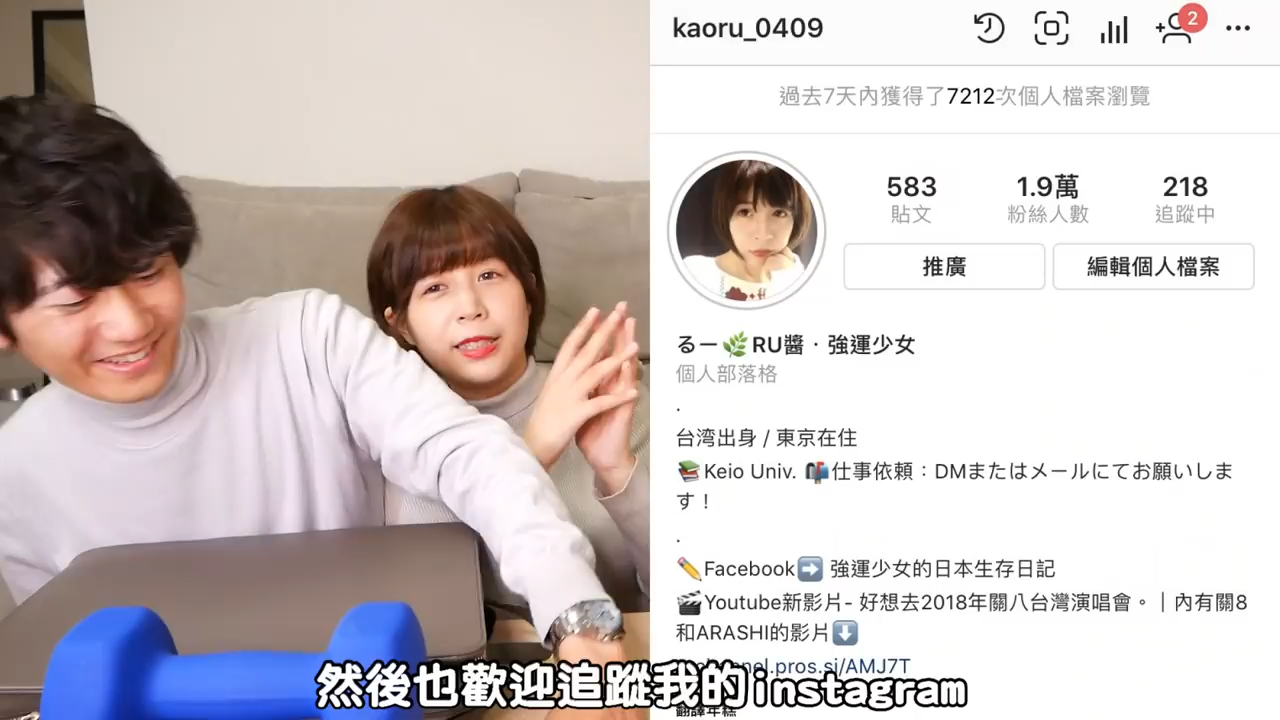 kaoru_0409
2
過去7天內獲得了7212次個人檔案瀏覽
583
1.9萬
218
貼文
粉絲人數
追蹤中
推廣
編輯個人檔案
るー🌿RU醬・強運少女
個人部落格
.
台湾出身 / 東京在住
📚Keio Univ. 📬仕事依頼：DMまたはメールにてお願いしま
す！
.
✏️Facebook➡️ 強運少女的日本生存日記
🎬Youtube新影片- 好想去2018年關八台灣演唱會。｜內有關8
和ARASHI的影片⬇️
.pros.si/AMJ7T
然後也歡迎追蹤我的instagram